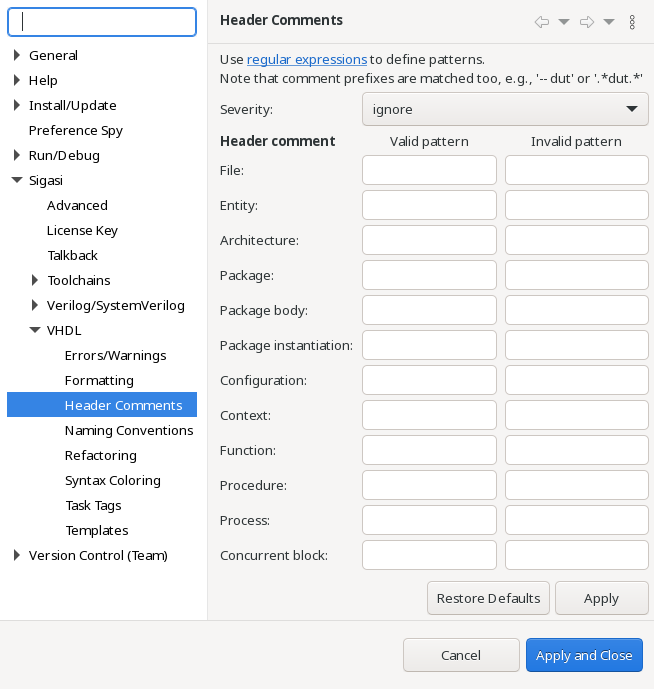 General
Help
Install/Update
Preference Spy
Run/Debug
Sigasi
Advanced
License Key
Talkback
Toolchains
Verilog/SystemVerilog
VHDL
Errors/Warnings
Formatting
Header Comments
Naming Conventions
Refactoring
Syntax Coloring
Task Tags
Templates
Version Control (Team)
Header Comments
Use regular expressions to define patterns.
Note that comment prefixes are matched too, e.g., '-- dut' or '.*dut.*'
Severity: ignore
Header comment Valid pattern Invalid pattern
File:
Entity:
Architecture:
Package:
Package body:
Package instantiation:
Configuration:
Context:
Function:
Procedure:
Process:
Concurrent block:
Restore Defaults Apply
Cancel Apply and Close